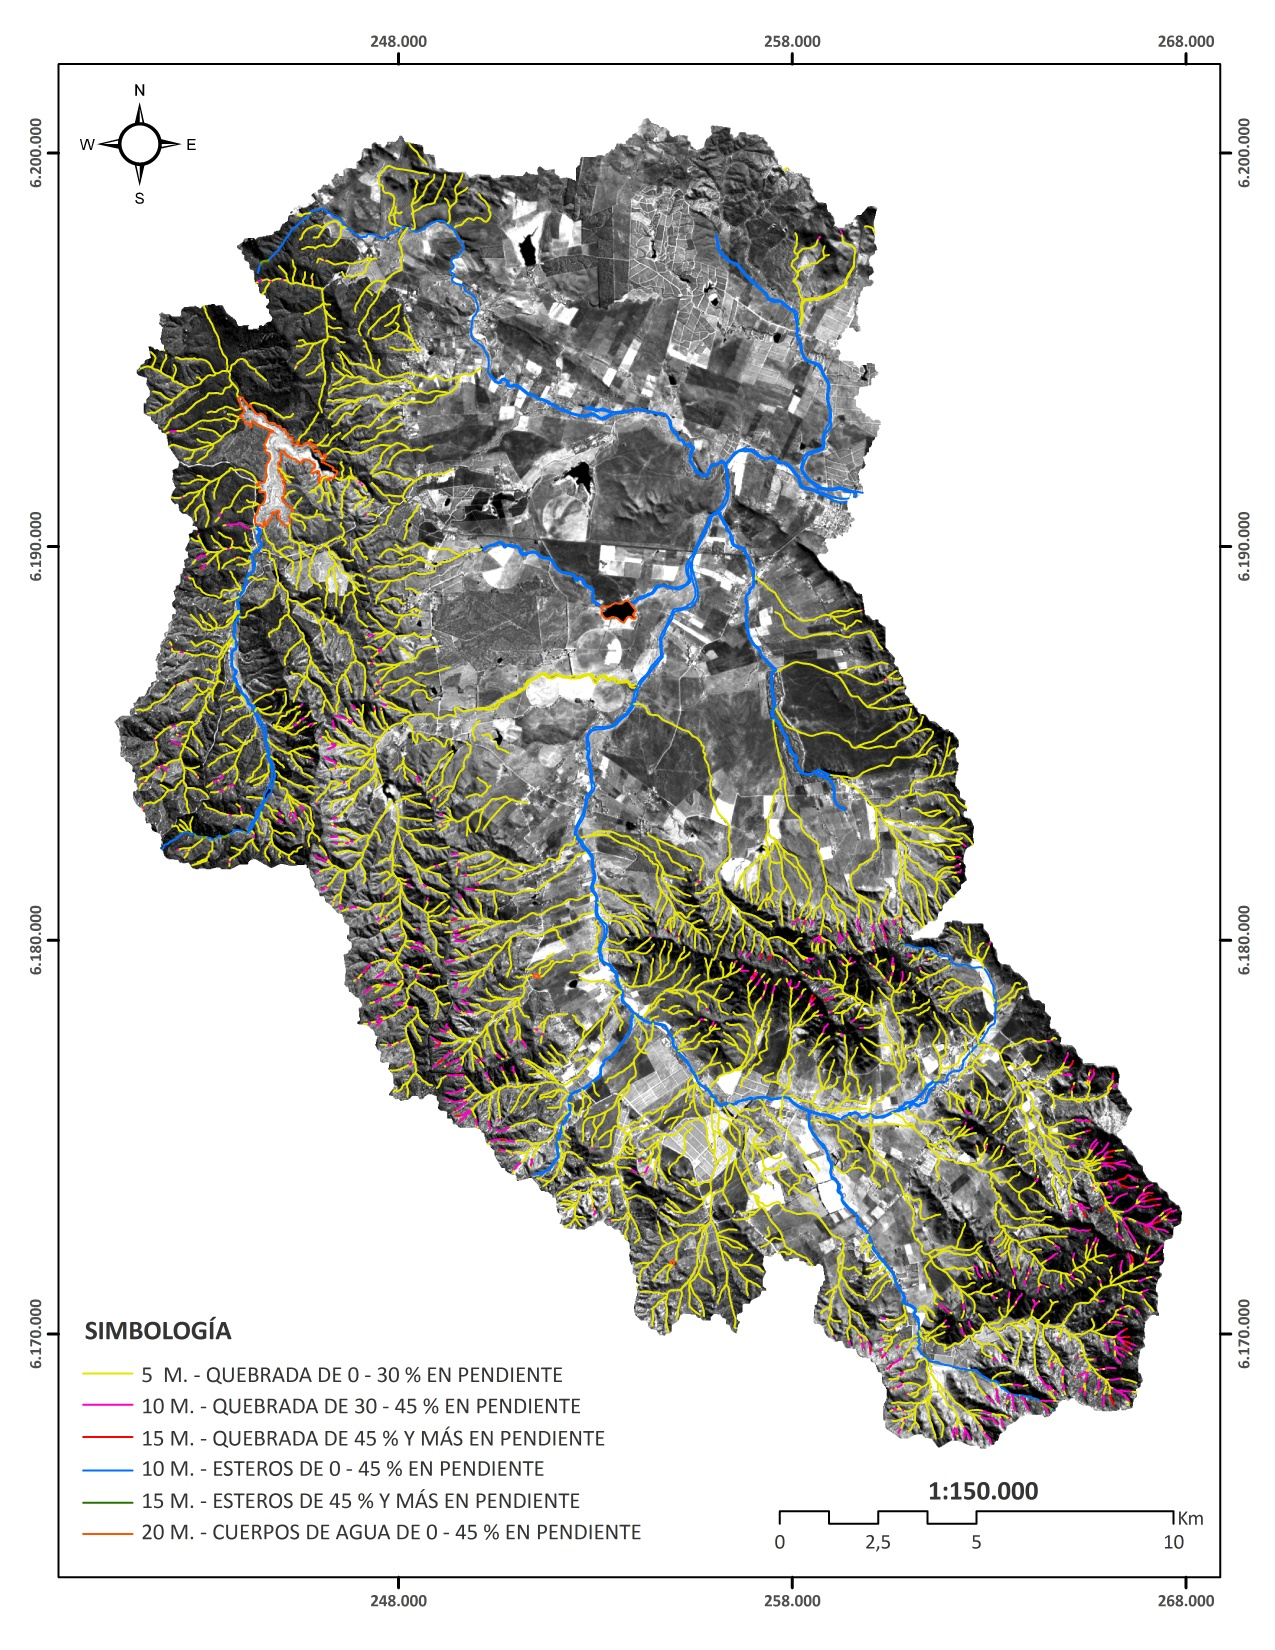 248.000
258.000
268.000
N
W
E
S
6.200.000
6.200.000
6.190.000
6.190.000
6.180.000
6.180.000
6.170.000
6.170.000
SIMBOLOGÍA
5 M. - QUEBRADA DE 0 - 30 % EN PENDIENTE
10 M. - QUEBRADA DE 30 - 45 % EN PENDIENTE
15 M. - QUEBRADA DE 45 % Y MÁS EN PENDIENTE
10 M. - ESTEROS DE 0 - 45 % EN PENDIENTE
15 M. - ESTEROS DE 45 % Y MÁS EN PENDIENTE
20 M. - CUERPOS DE AGUA DE 0 - 45 % EN PENDIENTE
1:150.000
Km
0
2,5
5
10
248.000
258.000
268.000